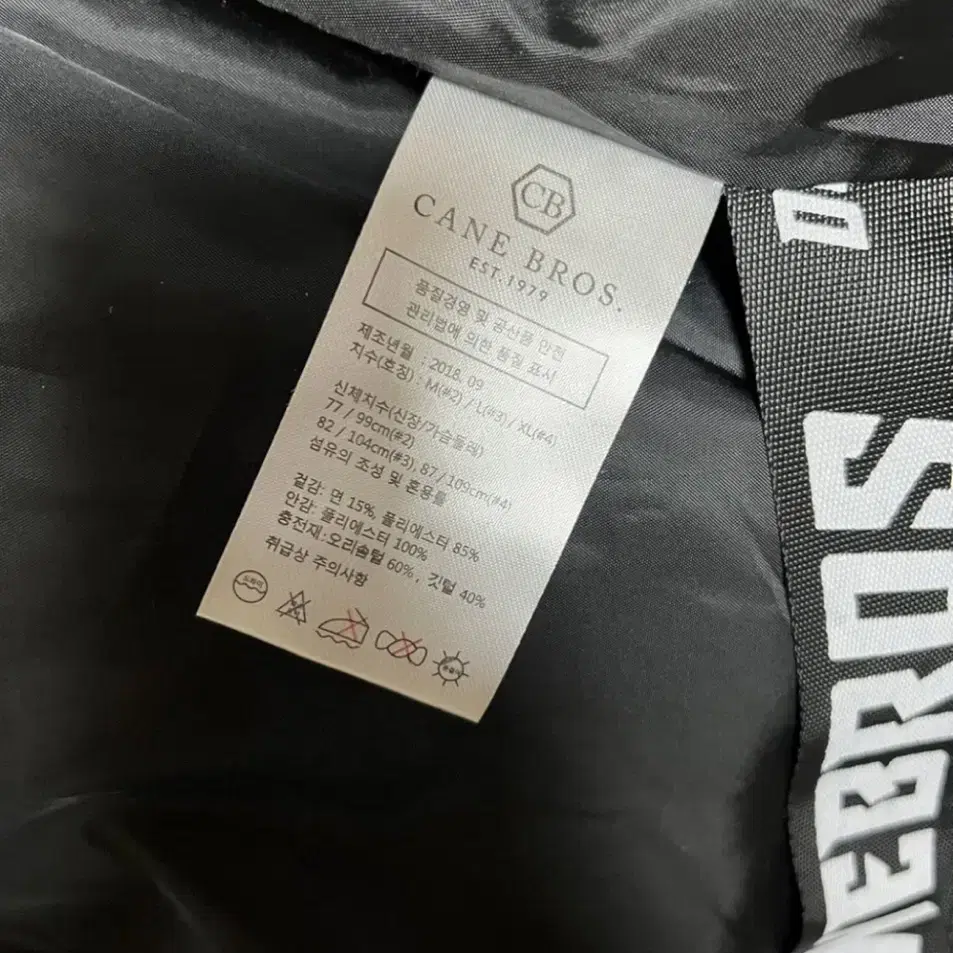 CB
CANE BROS.
EST.1979
품질경영 및 공산품 안전
관리법에 의한 품질 표시
제조년월 : 2018. 09
치수(호칭) : M(#2) / L(#3) / XL(#4)
신체치수(신장/가슴둘레)
77 / 99cm(#2)
82 / 104cm(#3), 87 / 109cm(#4)
섬유의 조성 및 혼용률
겉감: 면 15%, 폴리에스터 85%
안감: 폴리에스터 100%
충전재:오리솜털 60%, 깃털 40%
취급상 주의사항
드라이
EBROS